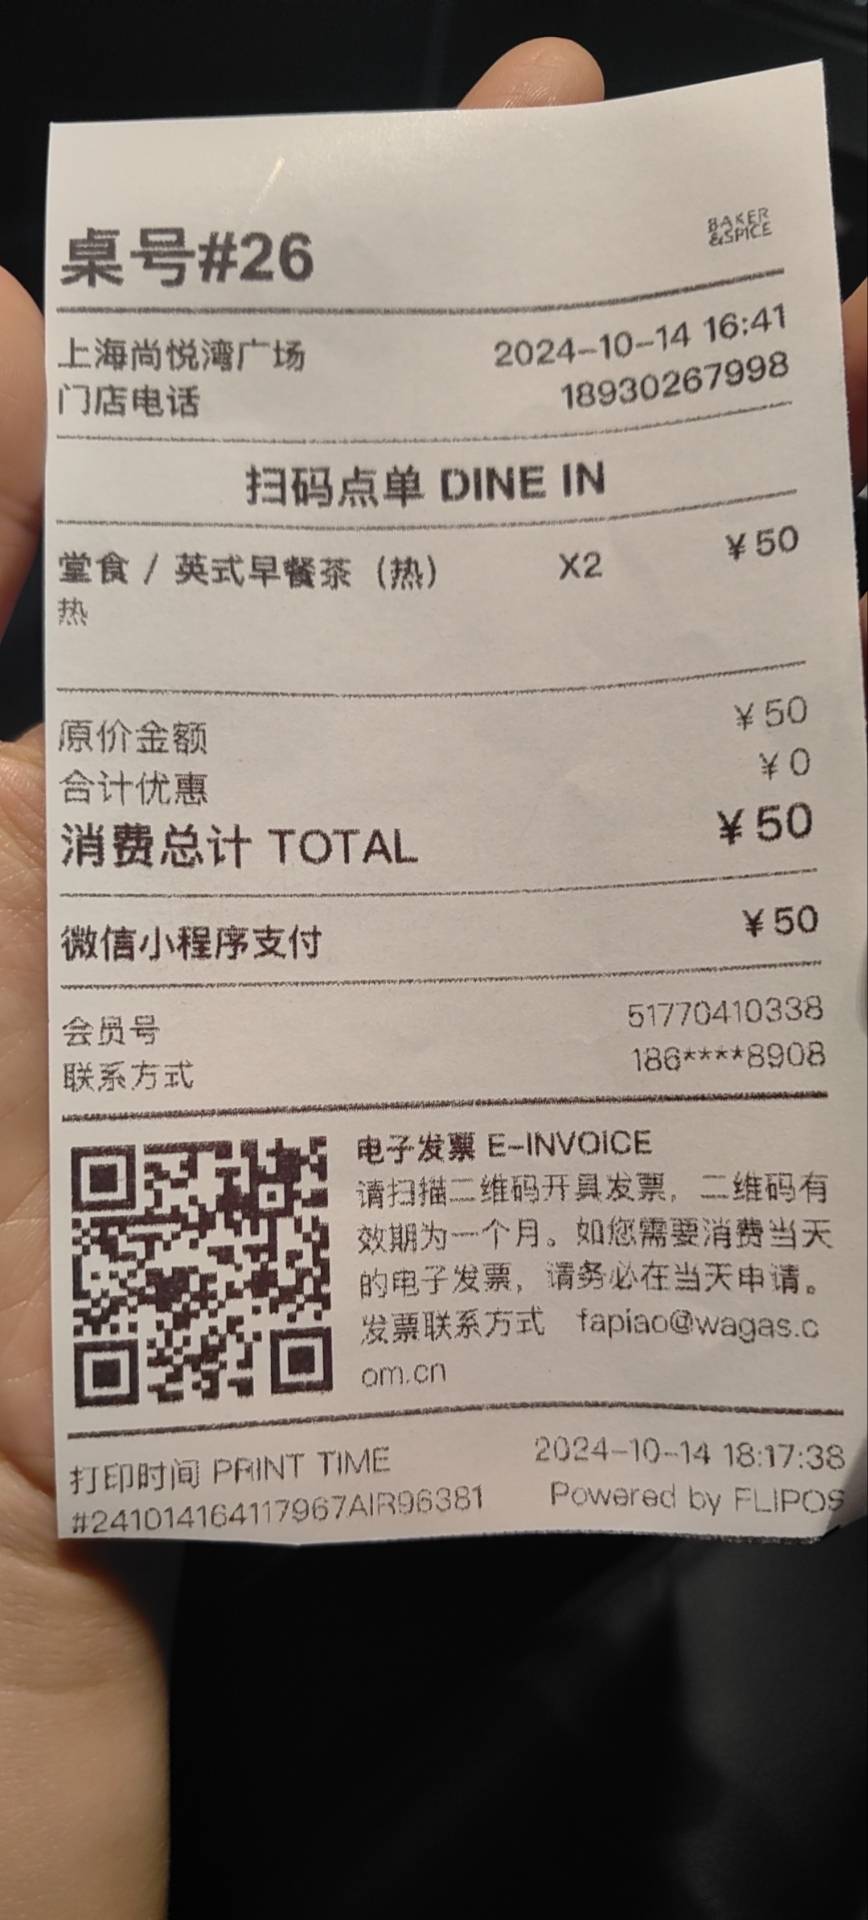 桌号#26
BAKER
&SPICE
上海尚悦湾广场 2024-10-14 16:41
门店电话 18930267998
扫码点单 DINE IN
堂食 / 英式早餐茶（热） X2 ¥50
热
原价金额 ¥50
合计优惠 ¥0
消费总计 TOTAL ¥50
微信小程序支付 ¥50
会员号 51770410338
联系方式 186****8908
电子发票 E-INVOICE
请扫描二维码开具发票，二维码有
效期为一个月。如您需要消费当天
的电子发票，请务必在当天申请。
发票联系方式 fapiao@wagas.c
om.cn
打印时间 PRINT TIME 2024-10-14 18:17:38
#241014164117967AIR96381 Powered by FLIPOS